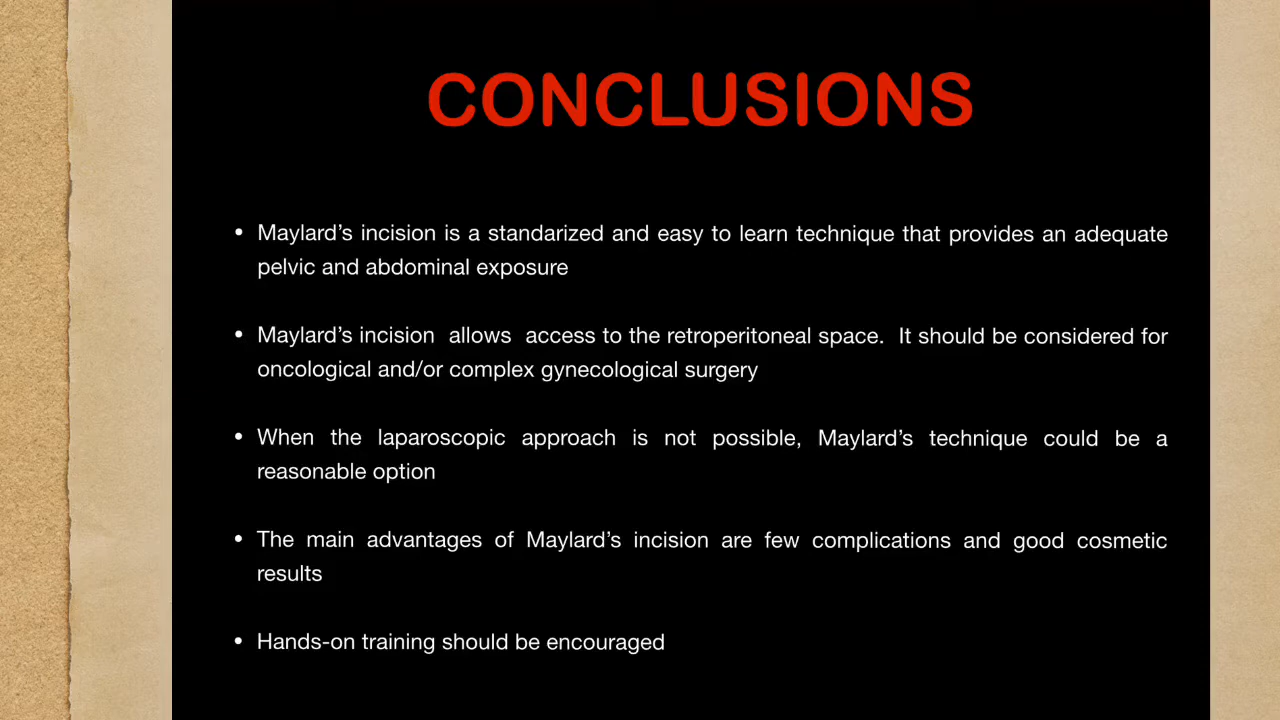 CONCLUSIONS
• Maylard’s incision is a standarized and easy to learn technique that provides an adequate
pelvic and abdominal exposure
• Maylard’s incision allows access to the retroperitoneal space. It should be considered for
oncological and/or complex gynecological surgery
• When the laparoscopic approach is not possible, Maylard’s technique could be a
reasonable option
• The main advantages of Maylard’s incision are few complications and good cosmetic
results
• Hands-on training should be encouraged